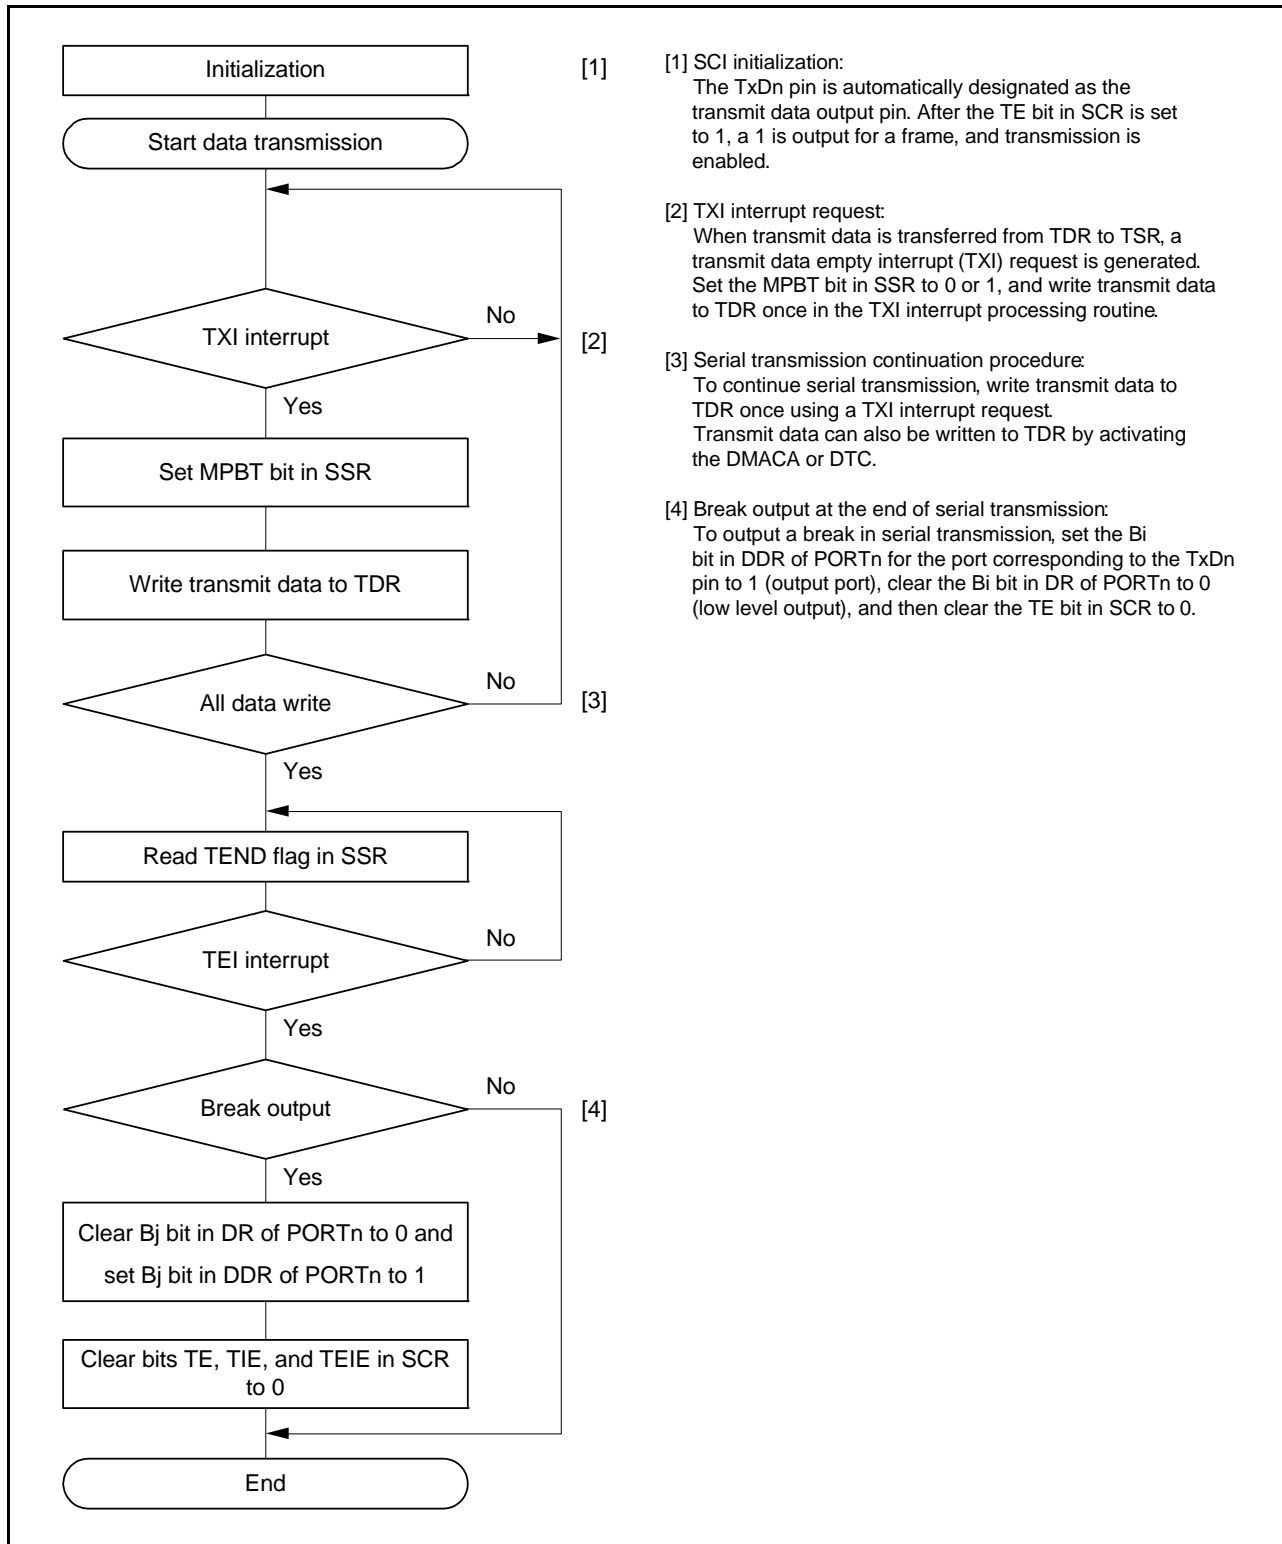 Initialization
[1]
Start data transmission
TXI interrupt
No
[2]
Yes
Set MPBT bit in SSR
Write transmit data to TDR
All data write
No
[3]
Yes
Read TEND flag in SSR
TEI interrupt
No
Yes
Break output
No
[4]
Yes
Clear Bj bit in DR of PORTn to 0 and
set Bj bit in DDR of PORTn to 1
Clear bits TE, TIE, and TEIE in SCR
to 0
End
[1] SCI initialization:
The TxDn pin is automatically designated as the
transmit data output pin. After the TE bit in SCR is set
to 1, a 1 is output for a frame, and transmission is
enabled.
[2] TXI interrupt request:
When transmit data is transferred from TDR to TSR, a
transmit data empty interrupt (TXI) request is generated.
Set the MPBT bit in SSR to 0 or 1, and write transmit data
to TDR once in the TXI interrupt processing routine.
[3] Serial transmission continuation procedure:
To continue serial transmission, write transmit data to
TDR once using a TXI interrupt request.
Transmit data can also be written to TDR by activating
the DMACA or DTC.
[4] Break output at the end of serial transmission:
To output a break in serial transmission, set the Bi
bit in DDR of PORTn for the port corresponding to the TxDn
pin to 1 (output port), clear the Bi bit in DR of PORTn to 0
(low level output), and then clear the TE bit in SCR to 0.